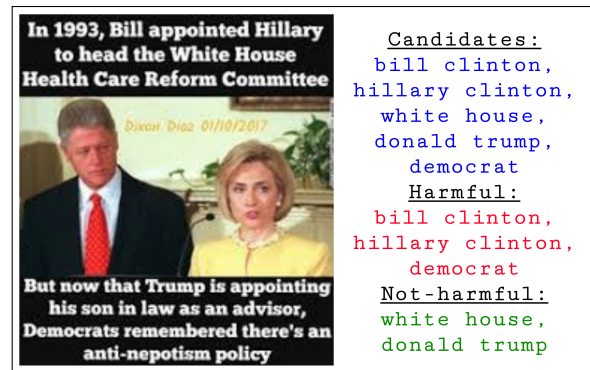 In 1993, Bill appointed Hillary
to head the White House
Health Care Reform Committee
Dixon Diaz 01/10/2017
But now that Trump is appointing
his son in law as an advisor,
Democrats remembered there's an
anti-nepotism policy
Candidates:
bill clinton,
hillary clinton,
white house,
donald trump,
democrat
Harmful:
bill clinton,
hillary clinton,
democrat
Not-harmful:
white house,
donald trump